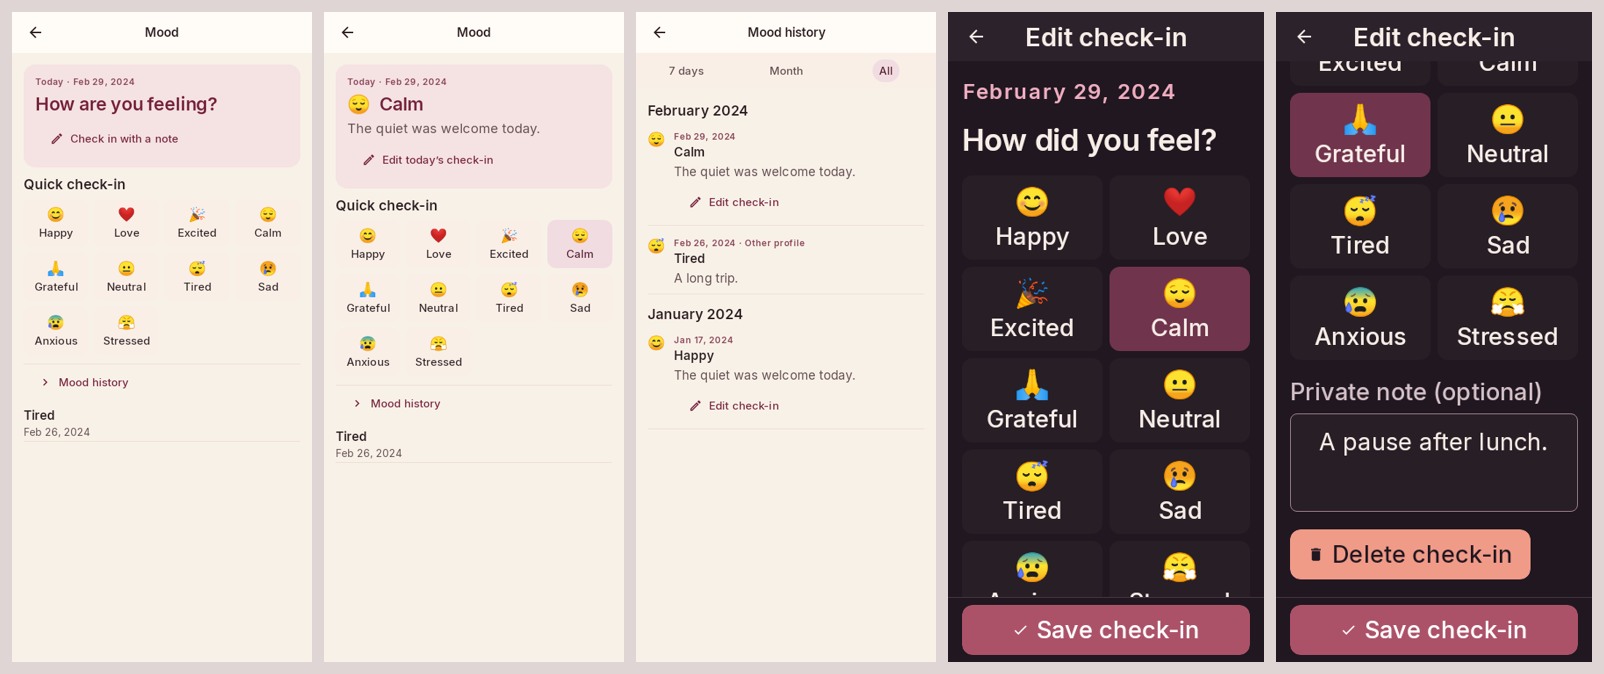 Mood
Today · Feb 29, 2024
How are you feeling?
Check in with a note
Quick check-in
Happy
Love
Excited
Calm
Grateful
Neutral
Tired
Sad
Anxious
Stressed
Mood history
Tired
Feb 26, 2024
Mood
Today · Feb 29, 2024
Calm
The quiet was welcome today.
Edit today's check-in
Quick check-in
Happy
Love
Excited
Calm
Grateful
Neutral
Tired
Sad
Anxious
Stressed
Mood history
Tired
Feb 26, 2024
Mood history
7 days
Month
All
February 2024
Feb 29, 2024
Calm
The quiet was welcome today.
Edit check-in
Feb 26, 2024 · Other profile
Tired
A long trip.
January 2024
Jan 17, 2024
Happy
The quiet was welcome today.
Edit check-in
Edit check-in
February 29, 2024
How did you feel?
Happy
Love
Excited
Calm
Grateful
Neutral
Tired
Sad
Anxious
Stressed
Save check-in
Edit check-in
Excited
Calm
Grateful
Neutral
Tired
Sad
Anxious
Stressed
Private note (optional)
A pause after lunch.
Delete check-in
Save check-in